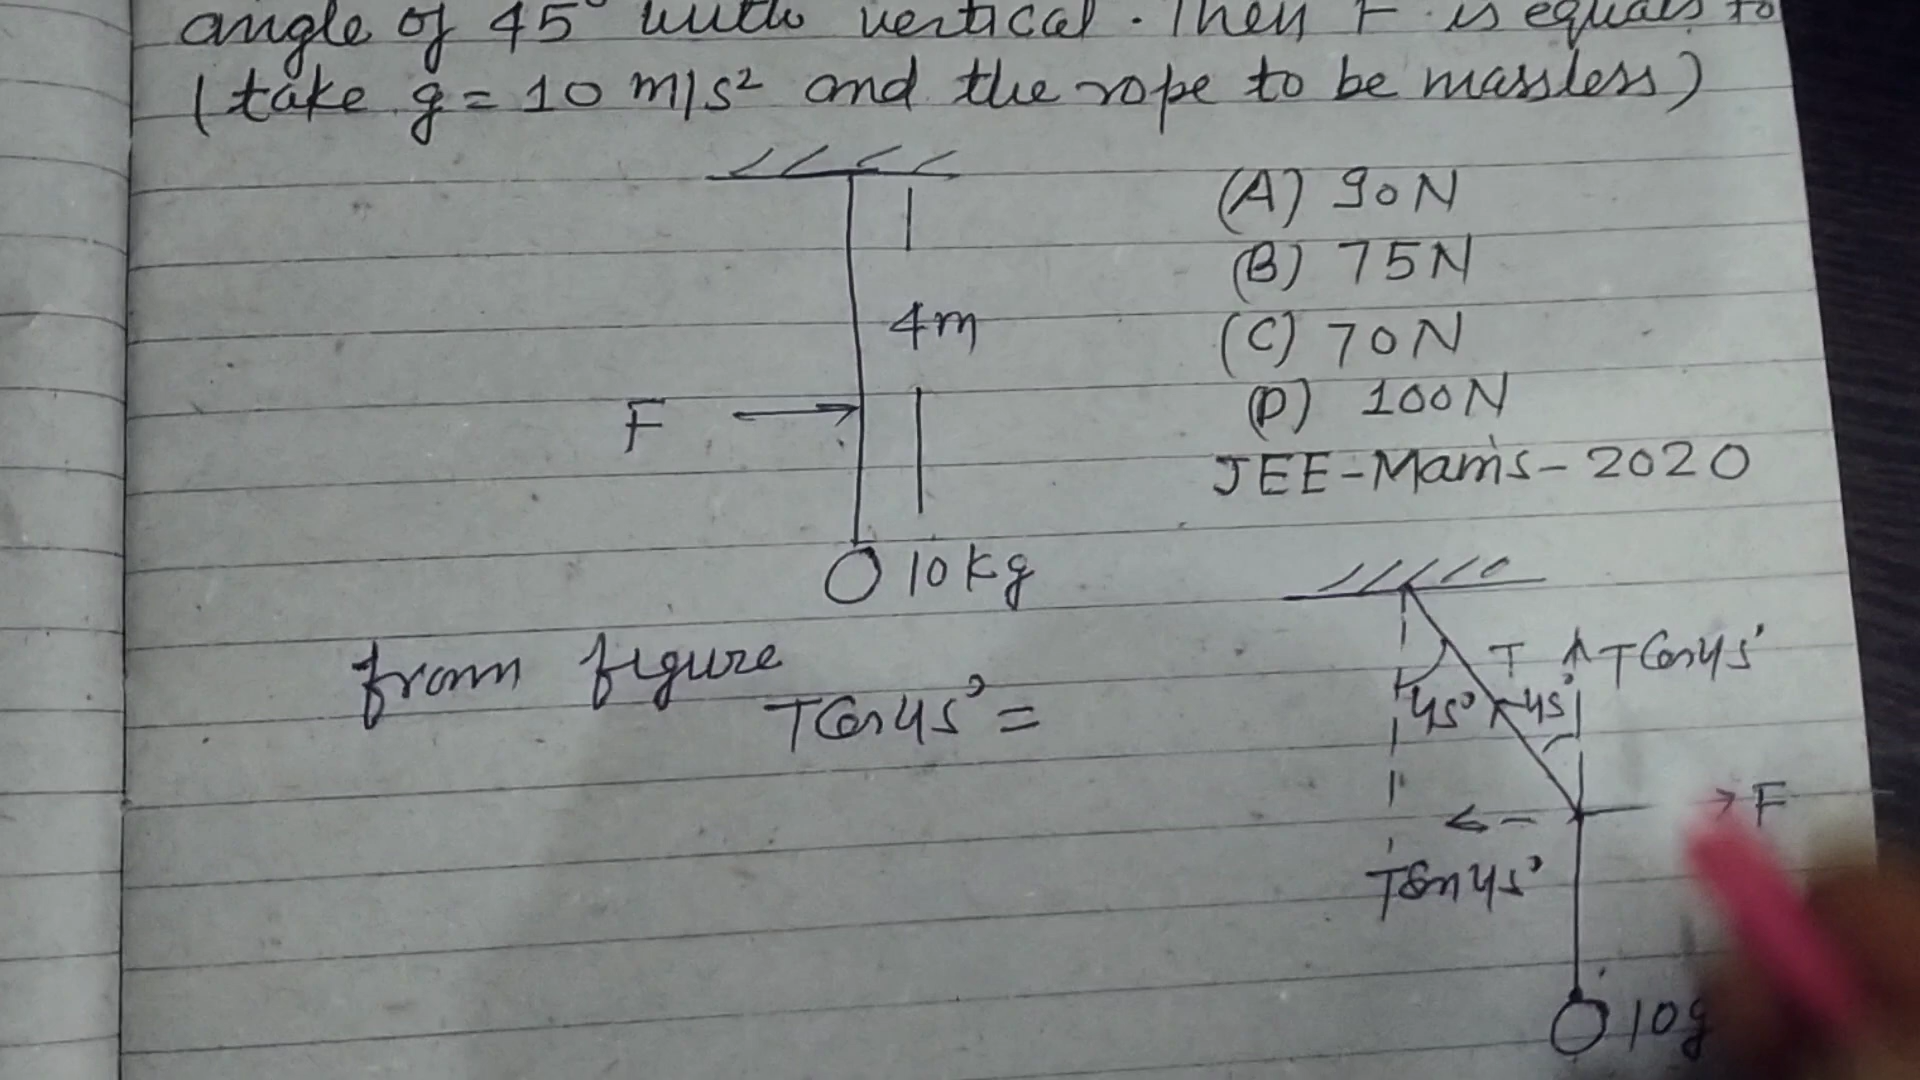 angle of 45° with vertical. Then F is equals to
(take g = 10 m/s² and the rope to be massless)
(A) 90N
(B) 75N
4m
(C) 70N
F
(D) 100N
JEE-Mains-2020
10kg
from figure
T
TCos45°
TCos45° =
45°
45°
F
TSin45°
10g